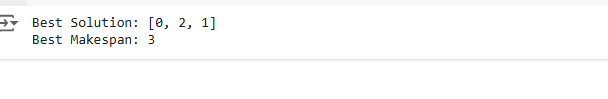 Best Solution: [0, 2, 1]
Best Makespan: 3